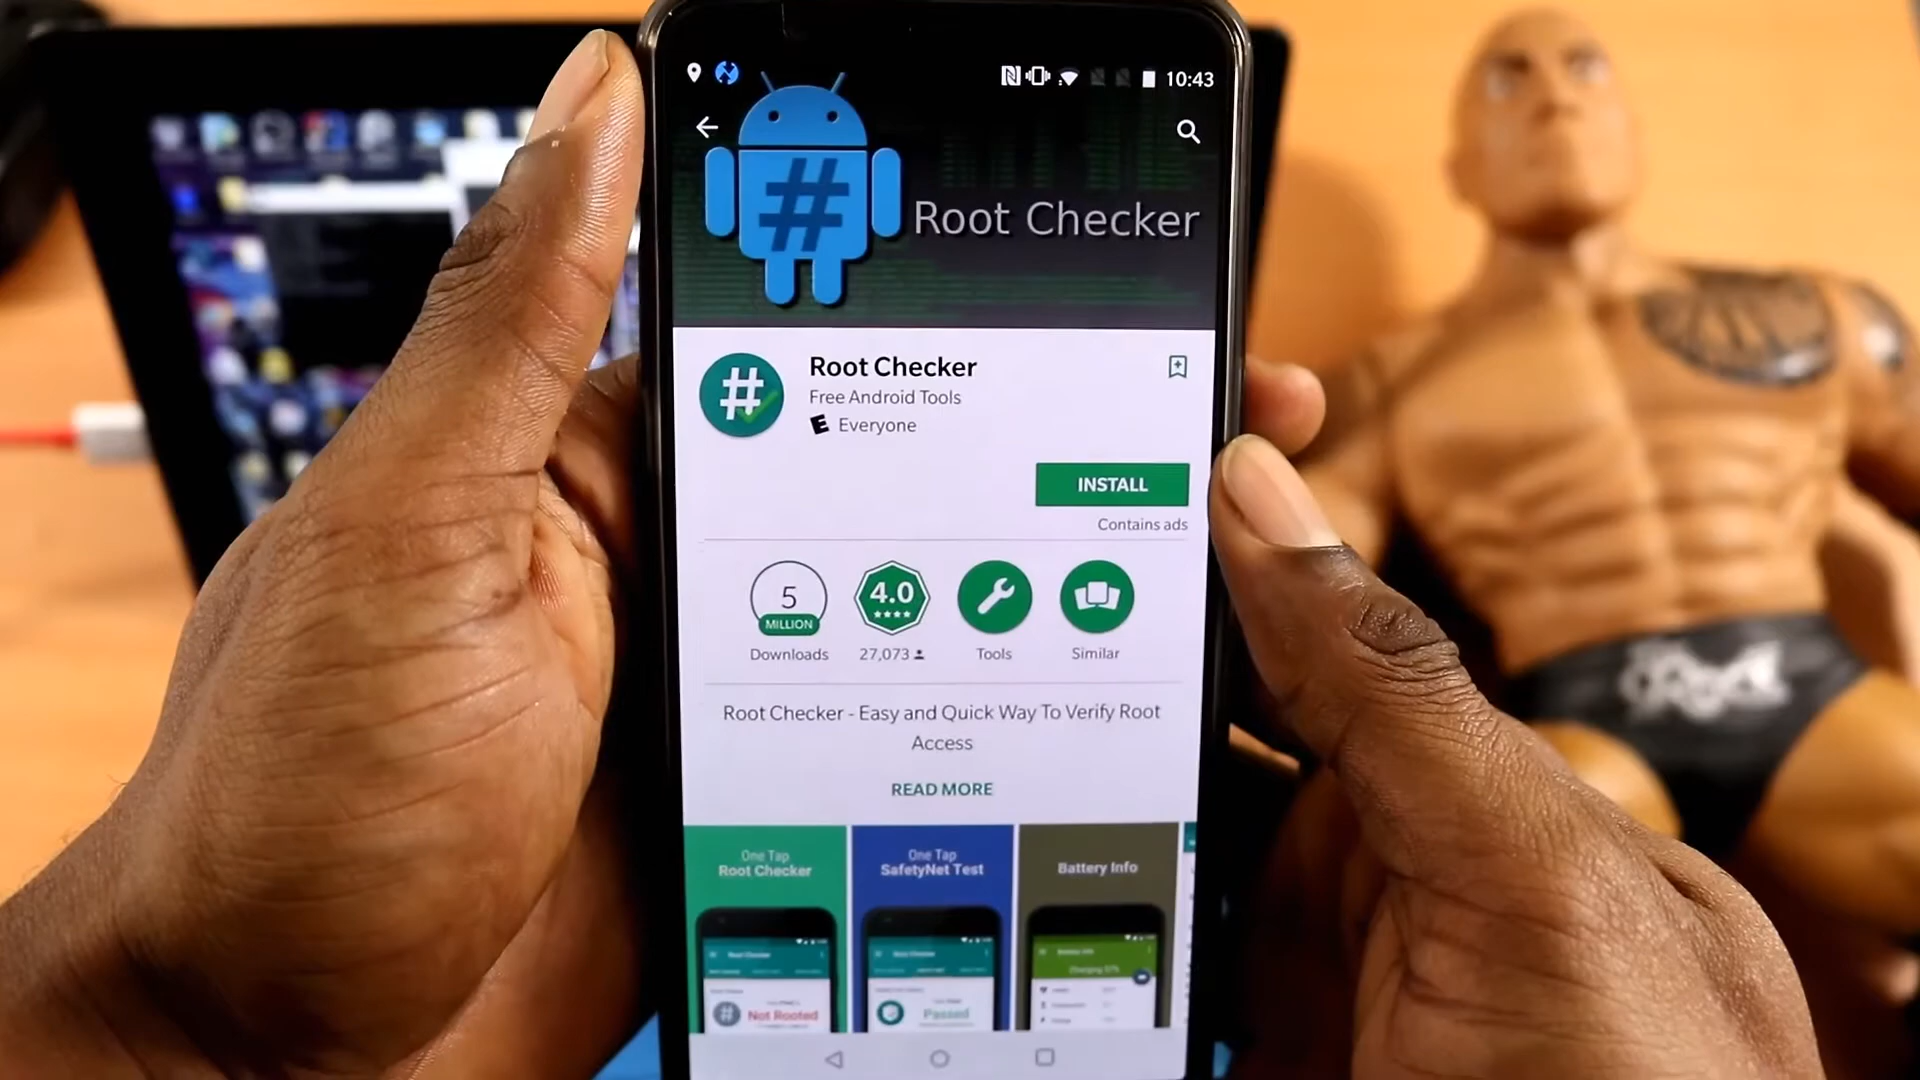 10:43
#
Root Checker
#
Root Checker
Free Android Tools
E Everyone
INSTALL
Contains ads
5
MILLION
4.0
Downloads
27,073
Tools
Similar
Root Checker - Easy and Quick Way To Verify Root
Access
READ MORE
One Tap
Root Checker
One Tap
SafetyNet Test
Battery Info
Root Checker
Not Rooted
Passed